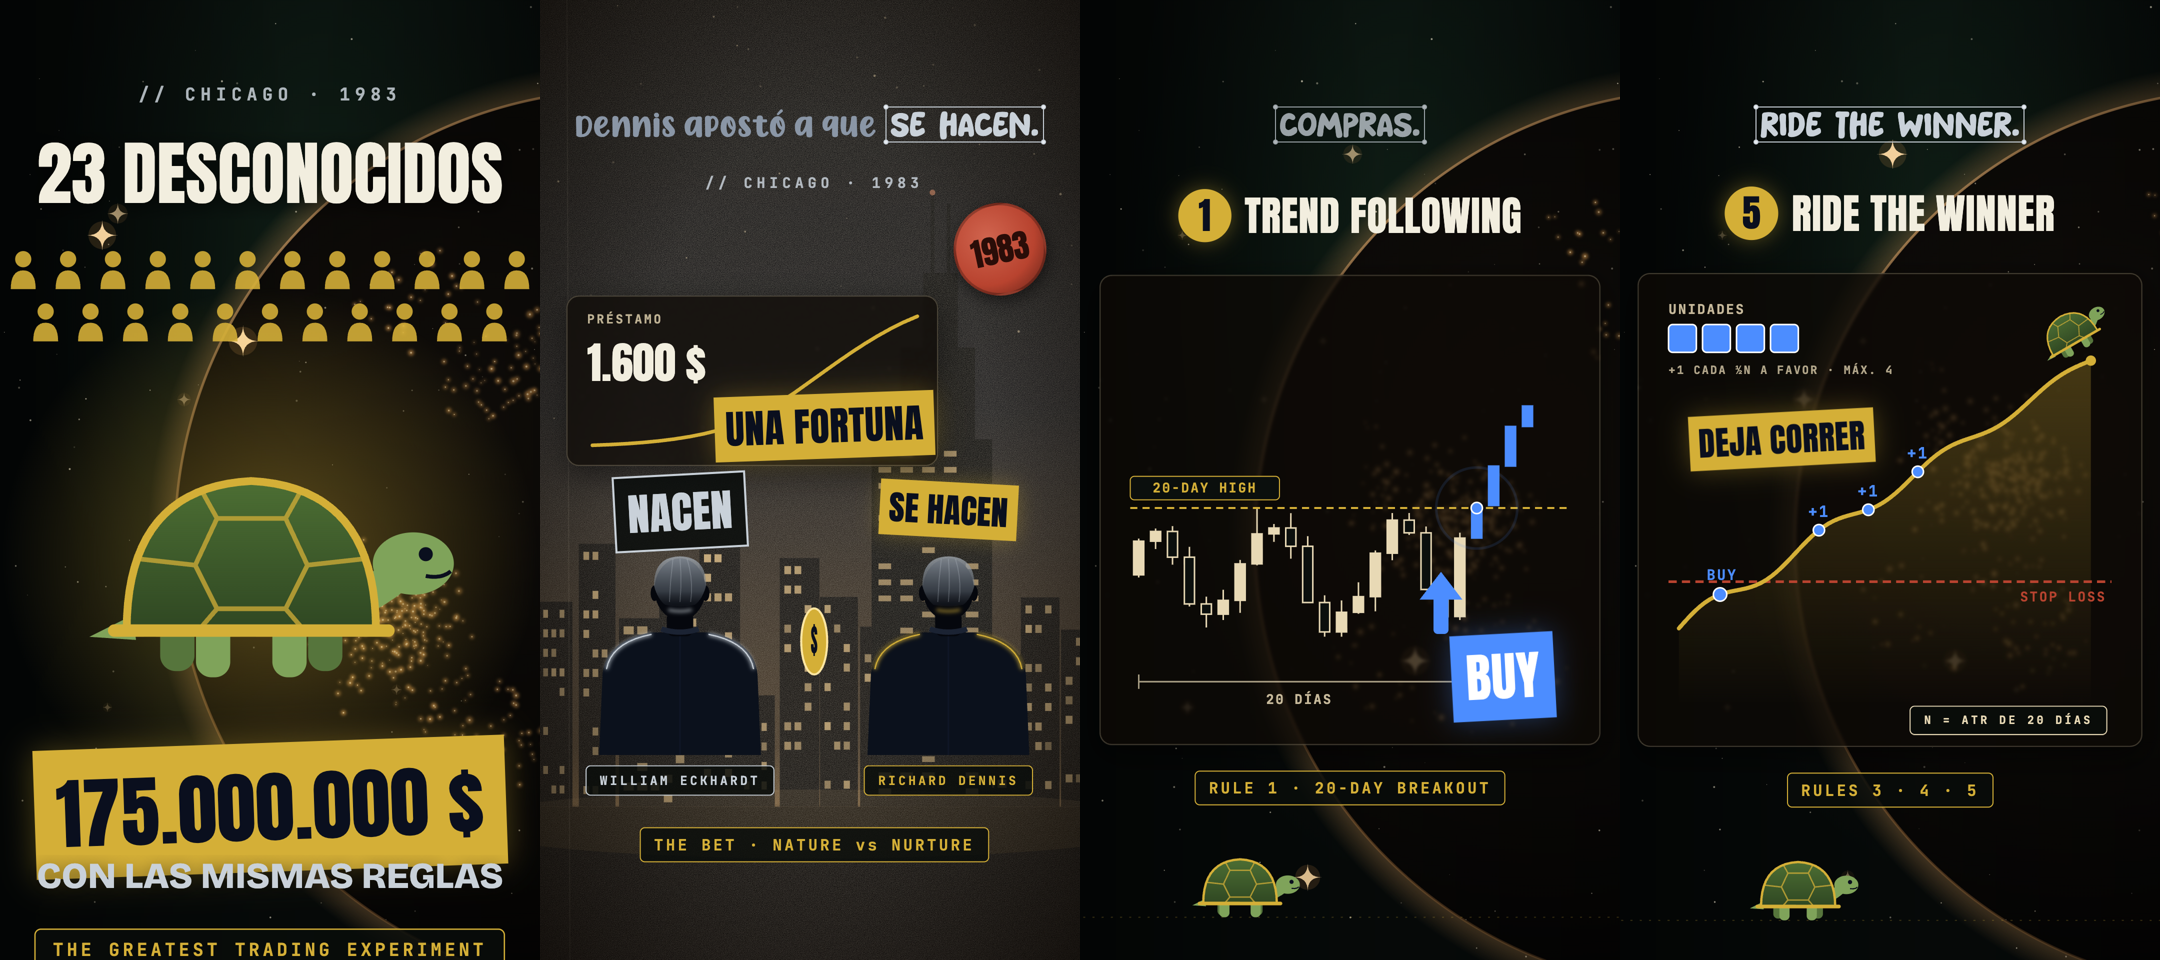 // CHICAGO · 1983
23 DESCONOCIDOS
175.000.000 $
CON LAS MISMAS REGLAS
THE GREATEST TRADING EXPERIMENT
Dennis apostó a que SE HACEN.
// CHICAGO · 1983
1983
PRÉSTAMO
1.600 $
UNA FORTUNA
NACEN
SE HACEN
$
WILLIAM ECKHARDT
RICHARD DENNIS
THE BET · NATURE vs NURTURE
COMPRAS.
1 TREND FOLLOWING
20-DAY HIGH
BUY
20 DÍAS
RULE 1 · 20-DAY BREAKOUT
RIDE THE WINNER.
5 RIDE THE WINNER
UNIDADES
+1 CADA ½N A FAVOR · MÁX. 4
DEJA CORRER
+1
+1
+1
BUY
STOP LOSS
N = ATR DE 20 DÍAS
RULES 3 · 4 · 5